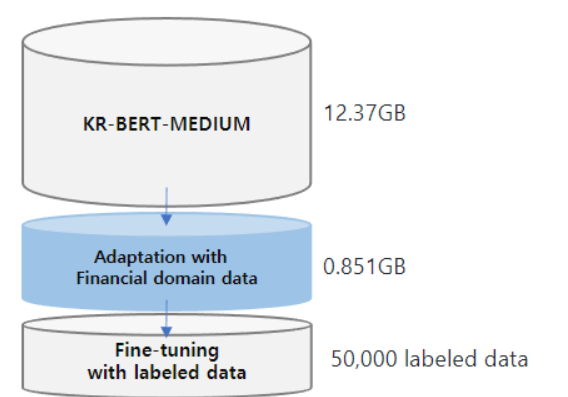 KR-BERT-MEDIUM
12.37GB
Adaptation with
Financial domain data
0.851GB
Fine-tuning
with labeled data
50,000 labeled data